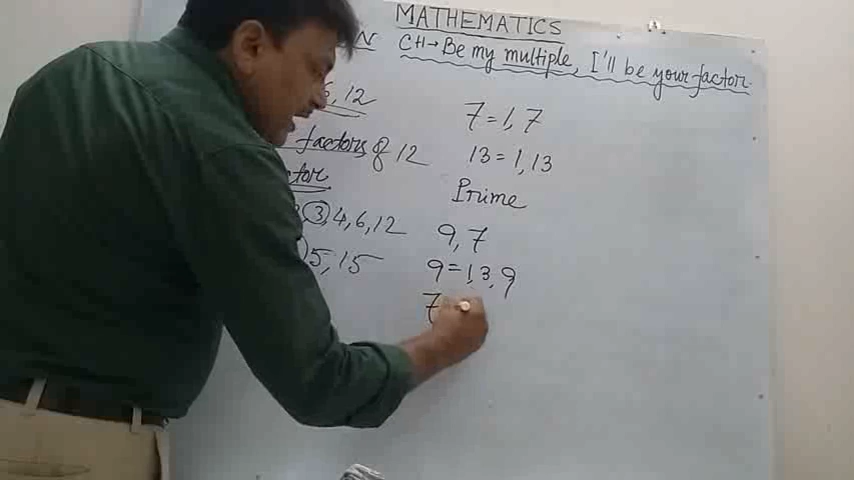 MATHEMATICS
CH→ Be my multiple, I'll be your factor.
, 12
factors of 12
3, 4, 6, 12
5, 15
7 = 1, 7
13 = 1, 13
Prime
9, 7
9 = 1, 3, 9
7